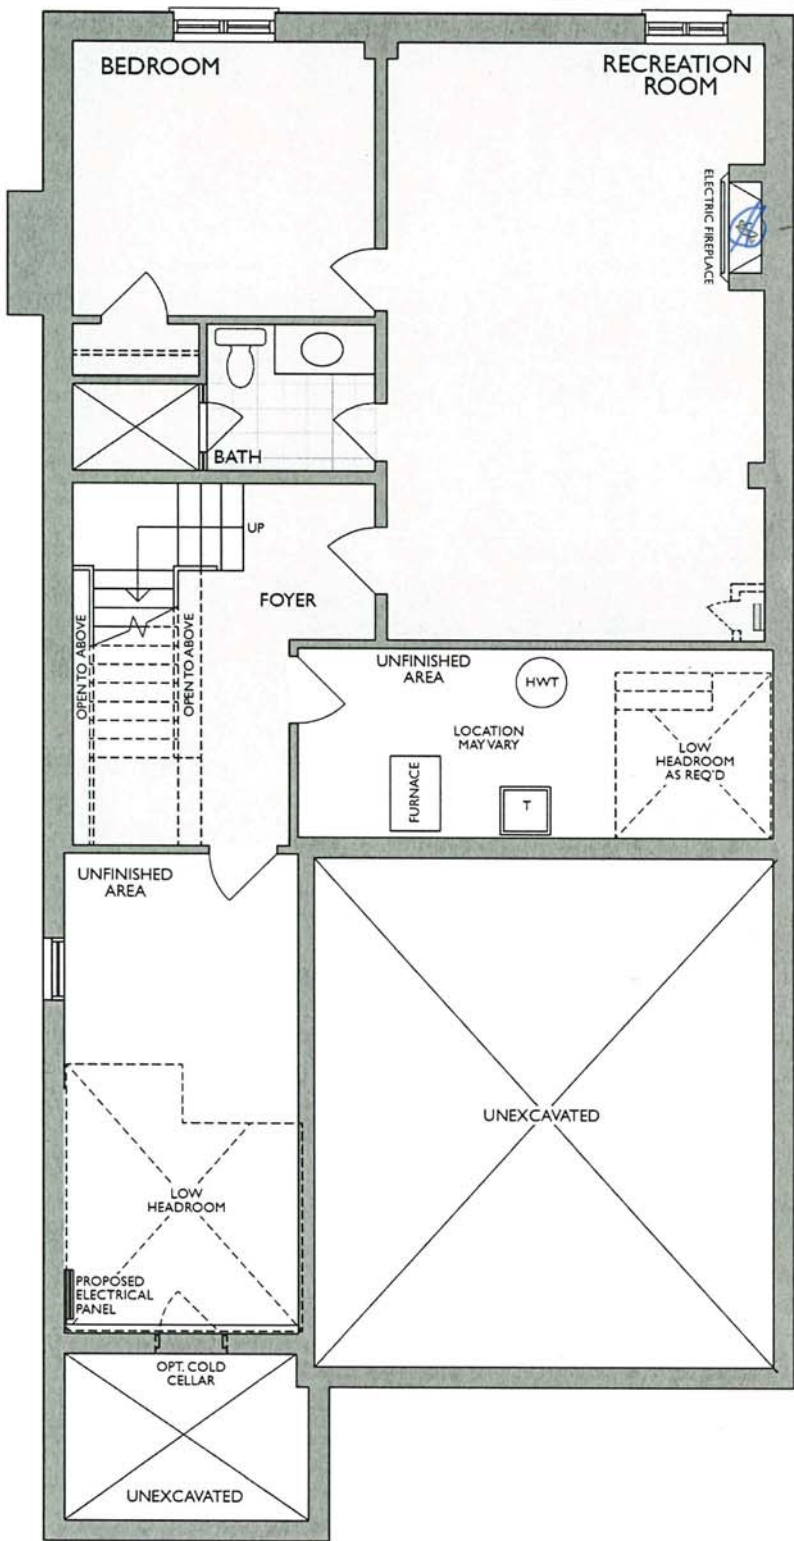 BEDROOM
RECREATION
ROOM
ELECTRIC FIREPLACE
BATH
UP
FOYER
OPEN TO ABOVE
OPEN TO ABOVE
UNFINISHED
AREA
HWT
LOCATION
MAY VARY
LOW
HEADROOM
AS REQ'D
FURNACE
T
UNFINISHED
AREA
UNEXCAVATED
LOW
HEADROOM
PROPOSED
ELECTRICAL
PANEL
OPT. COLD
CELLAR
UNEXCAVATED